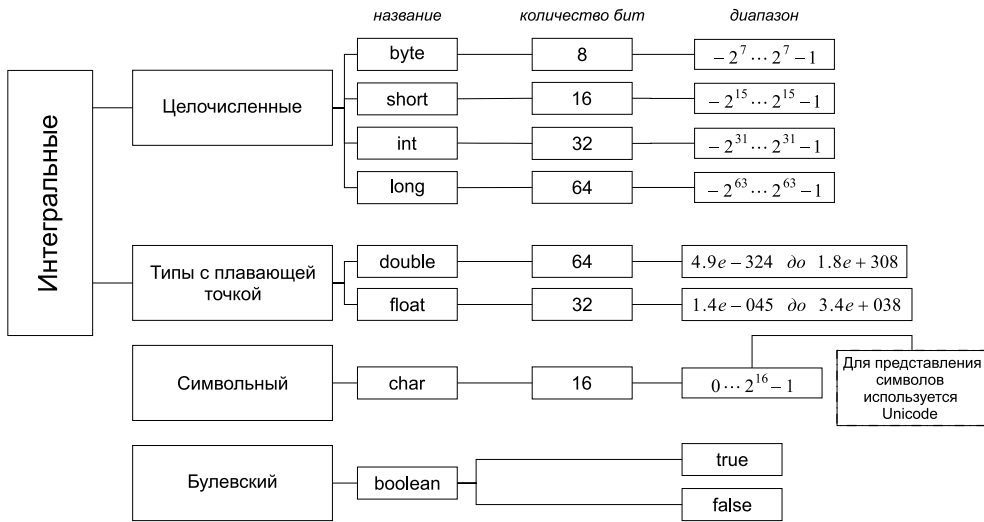 название количество бит диапазон
Интегральные
Целочисленные
byte 8 −2^7 ⋯ 2^7 −1
short 16 −2^15 ⋯ 2^15 −1
int 32 −2^31 ⋯ 2^31 −1
long 64 −2^63 ⋯ 2^63 −1
Типы с плавающей
точкой
double 64 4.9e−324 до 1.8e+308
float 32 1.4e−045 до 3.4e+038
Символьный char 16 0⋯2^16 −1
Для представления
символов
используется
Unicode
Булевский boolean
true
false